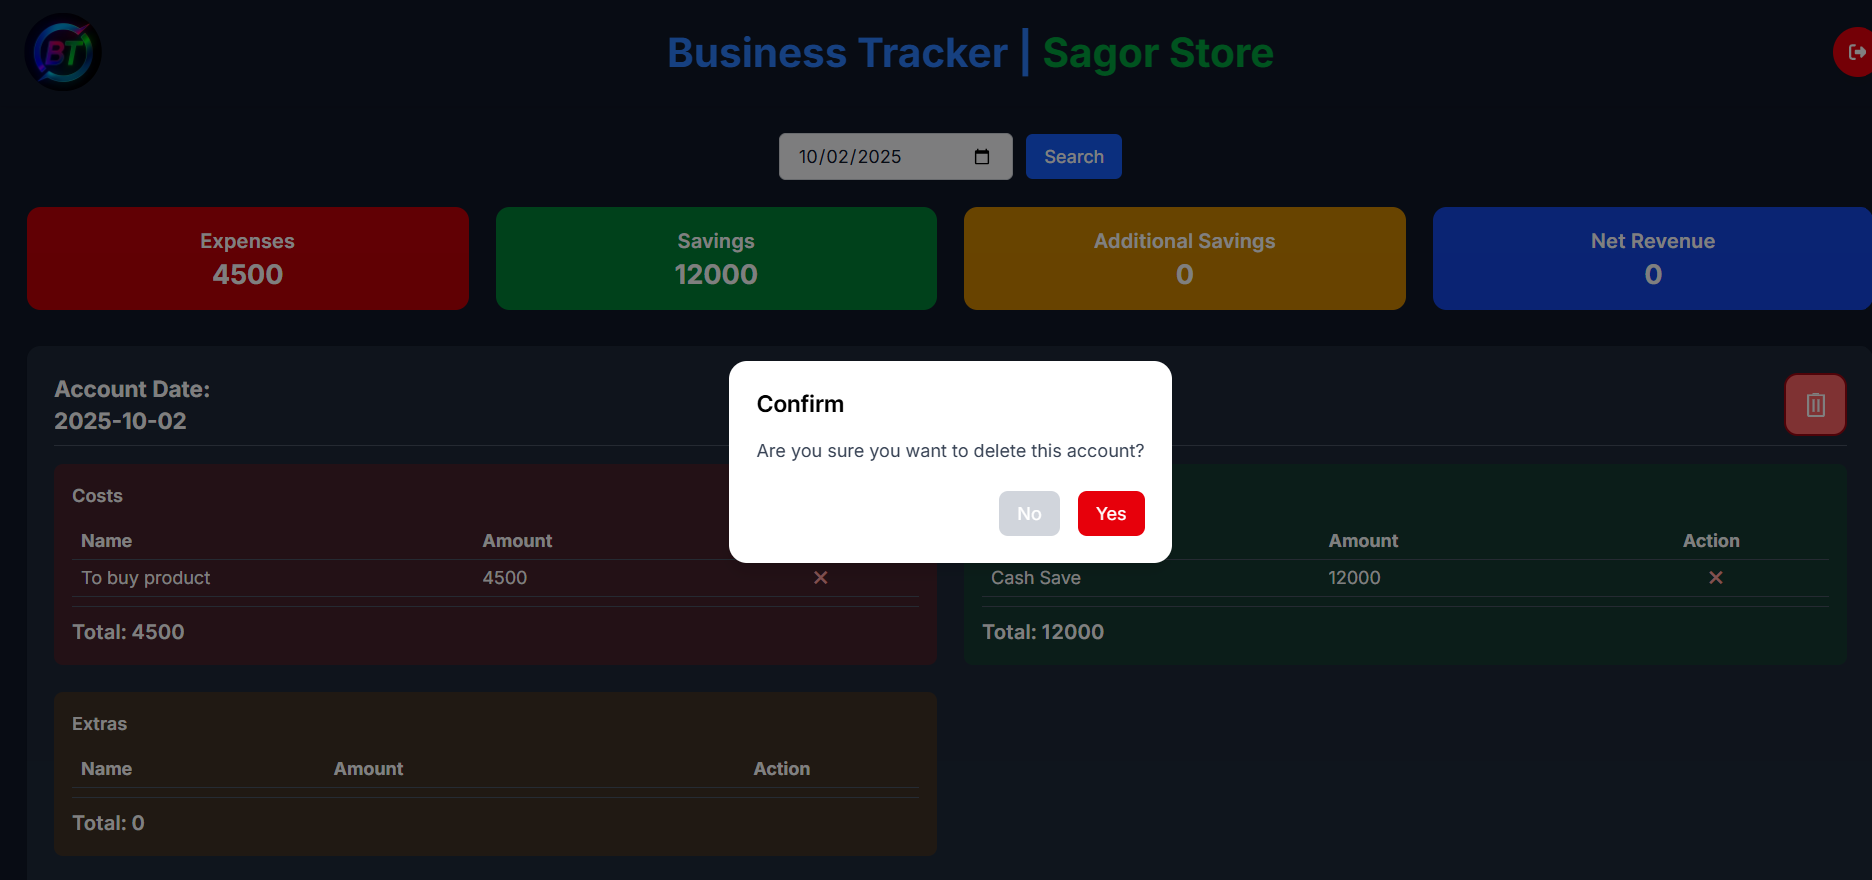 BT
Business Tracker | Sagor Store
10/02/2025
Search
Expenses
4500
Savings
12000
Additional Savings
0
Net Revenue
0
Account Date:
2025-10-02
Confirm
Are you sure you want to delete this account?
No Yes
Costs
Name Amount
To buy product 4500 ✕
Total: 4500
Amount Action
Cash Save 12000 ✕
Total: 12000
Extras
Name Amount Action
Total: 0